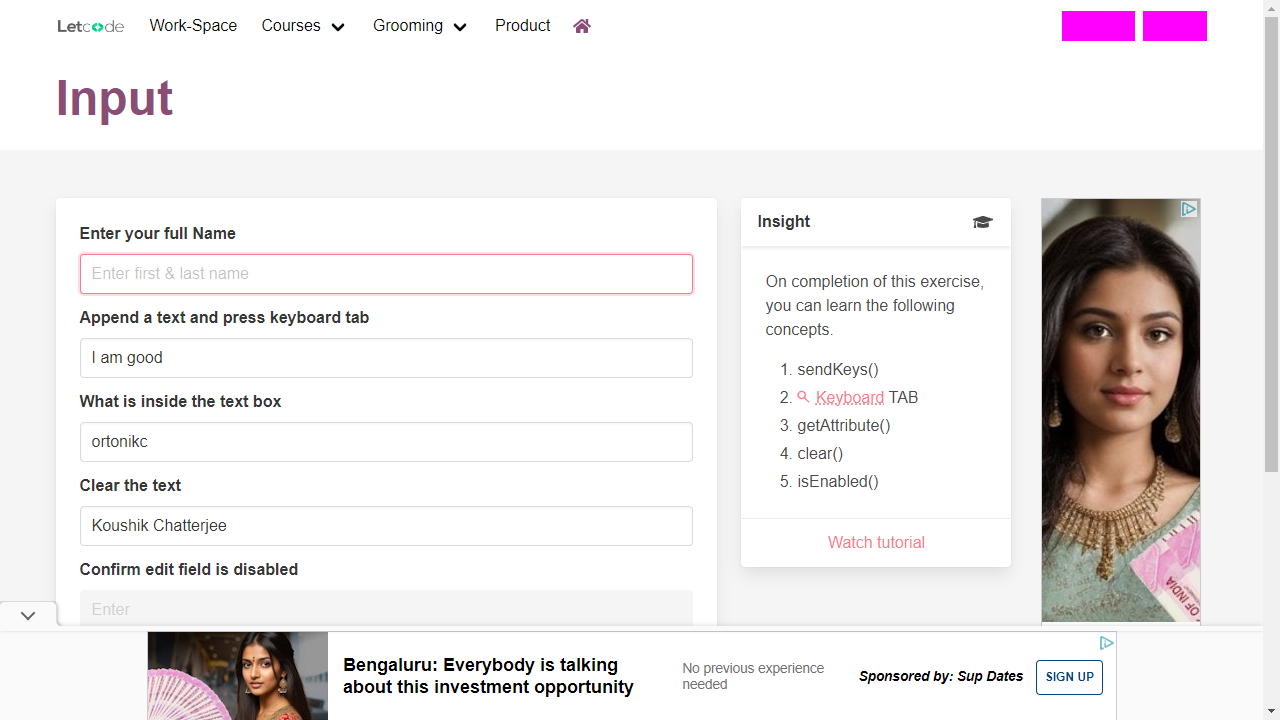 Letcode Work-Space Courses Grooming Product
Input
Enter your full Name
Enter first & last name
Append a text and press keyboard tab
I am good
What is inside the text box
ortonikc
Clear the text
Koushik Chatterjee
Confirm edit field is disabled
Enter
Insight
On completion of this exercise,
you can learn the following
concepts.
1. sendKeys()
2. Keyboard TAB
3. getAttribute()
4. clear()
5. isEnabled()
Watch tutorial
OF INDIA
Bengaluru: Everybody is talking
about this investment opportunity
No previous experience
needed
Sponsored by: Sup Dates
SIGN UP